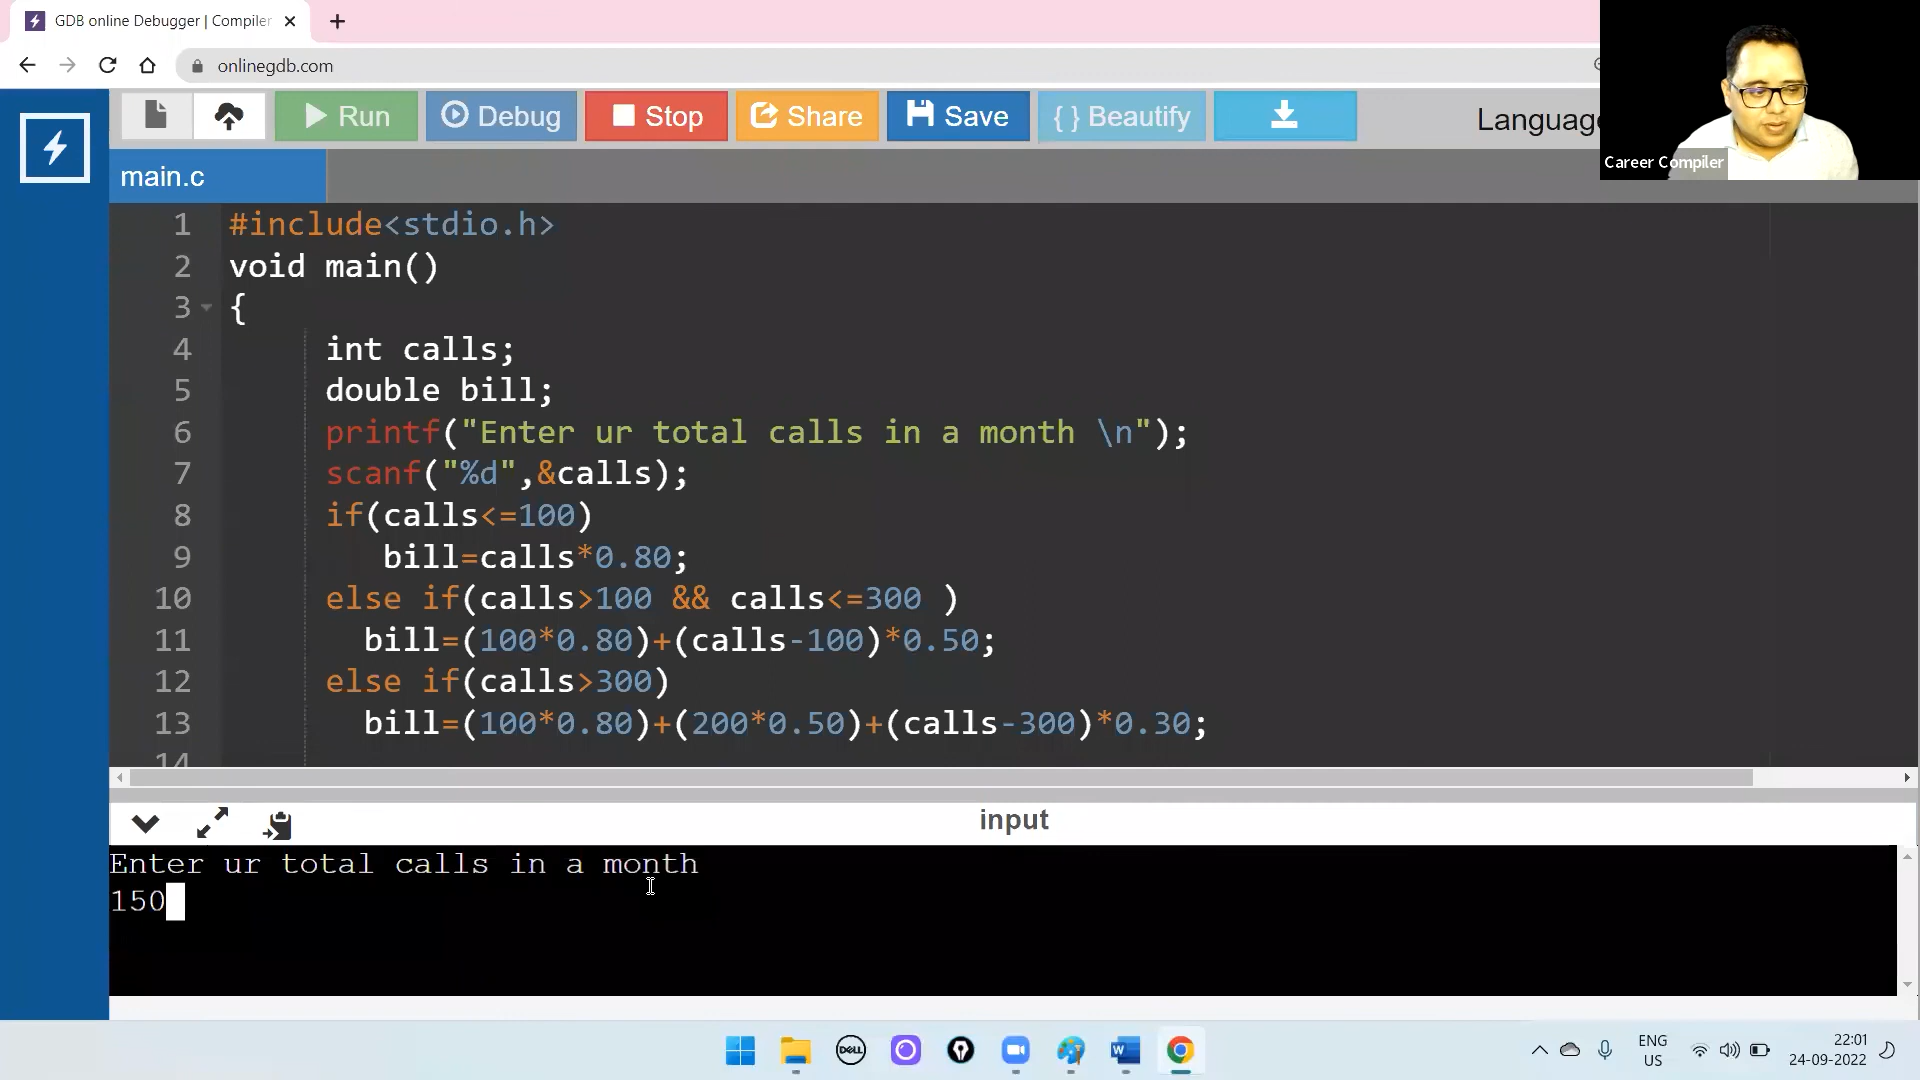 GDB online Debugger | Compiler
onlinegdb.com
Run
Debug
Stop
Share
Save
{ } Beautify
Language
Career Compiler
main.c
1 #include<stdio.h>
2 void main()
3 {
4 int calls;
5 double bill;
6 printf("Enter ur total calls in a month \n");
7 scanf("%d",&calls);
8 if(calls<=100)
9 bill=calls*0.80;
10 else if(calls>100 && calls<=300 )
11 bill=(100*0.80)+(calls-100)*0.50;
12 else if(calls>300)
13 bill=(100*0.80)+(200*0.50)+(calls-300)*0.30;
14
input
Enter ur total calls in a month
150
DELL
ENG
US
22:01
24-09-2022